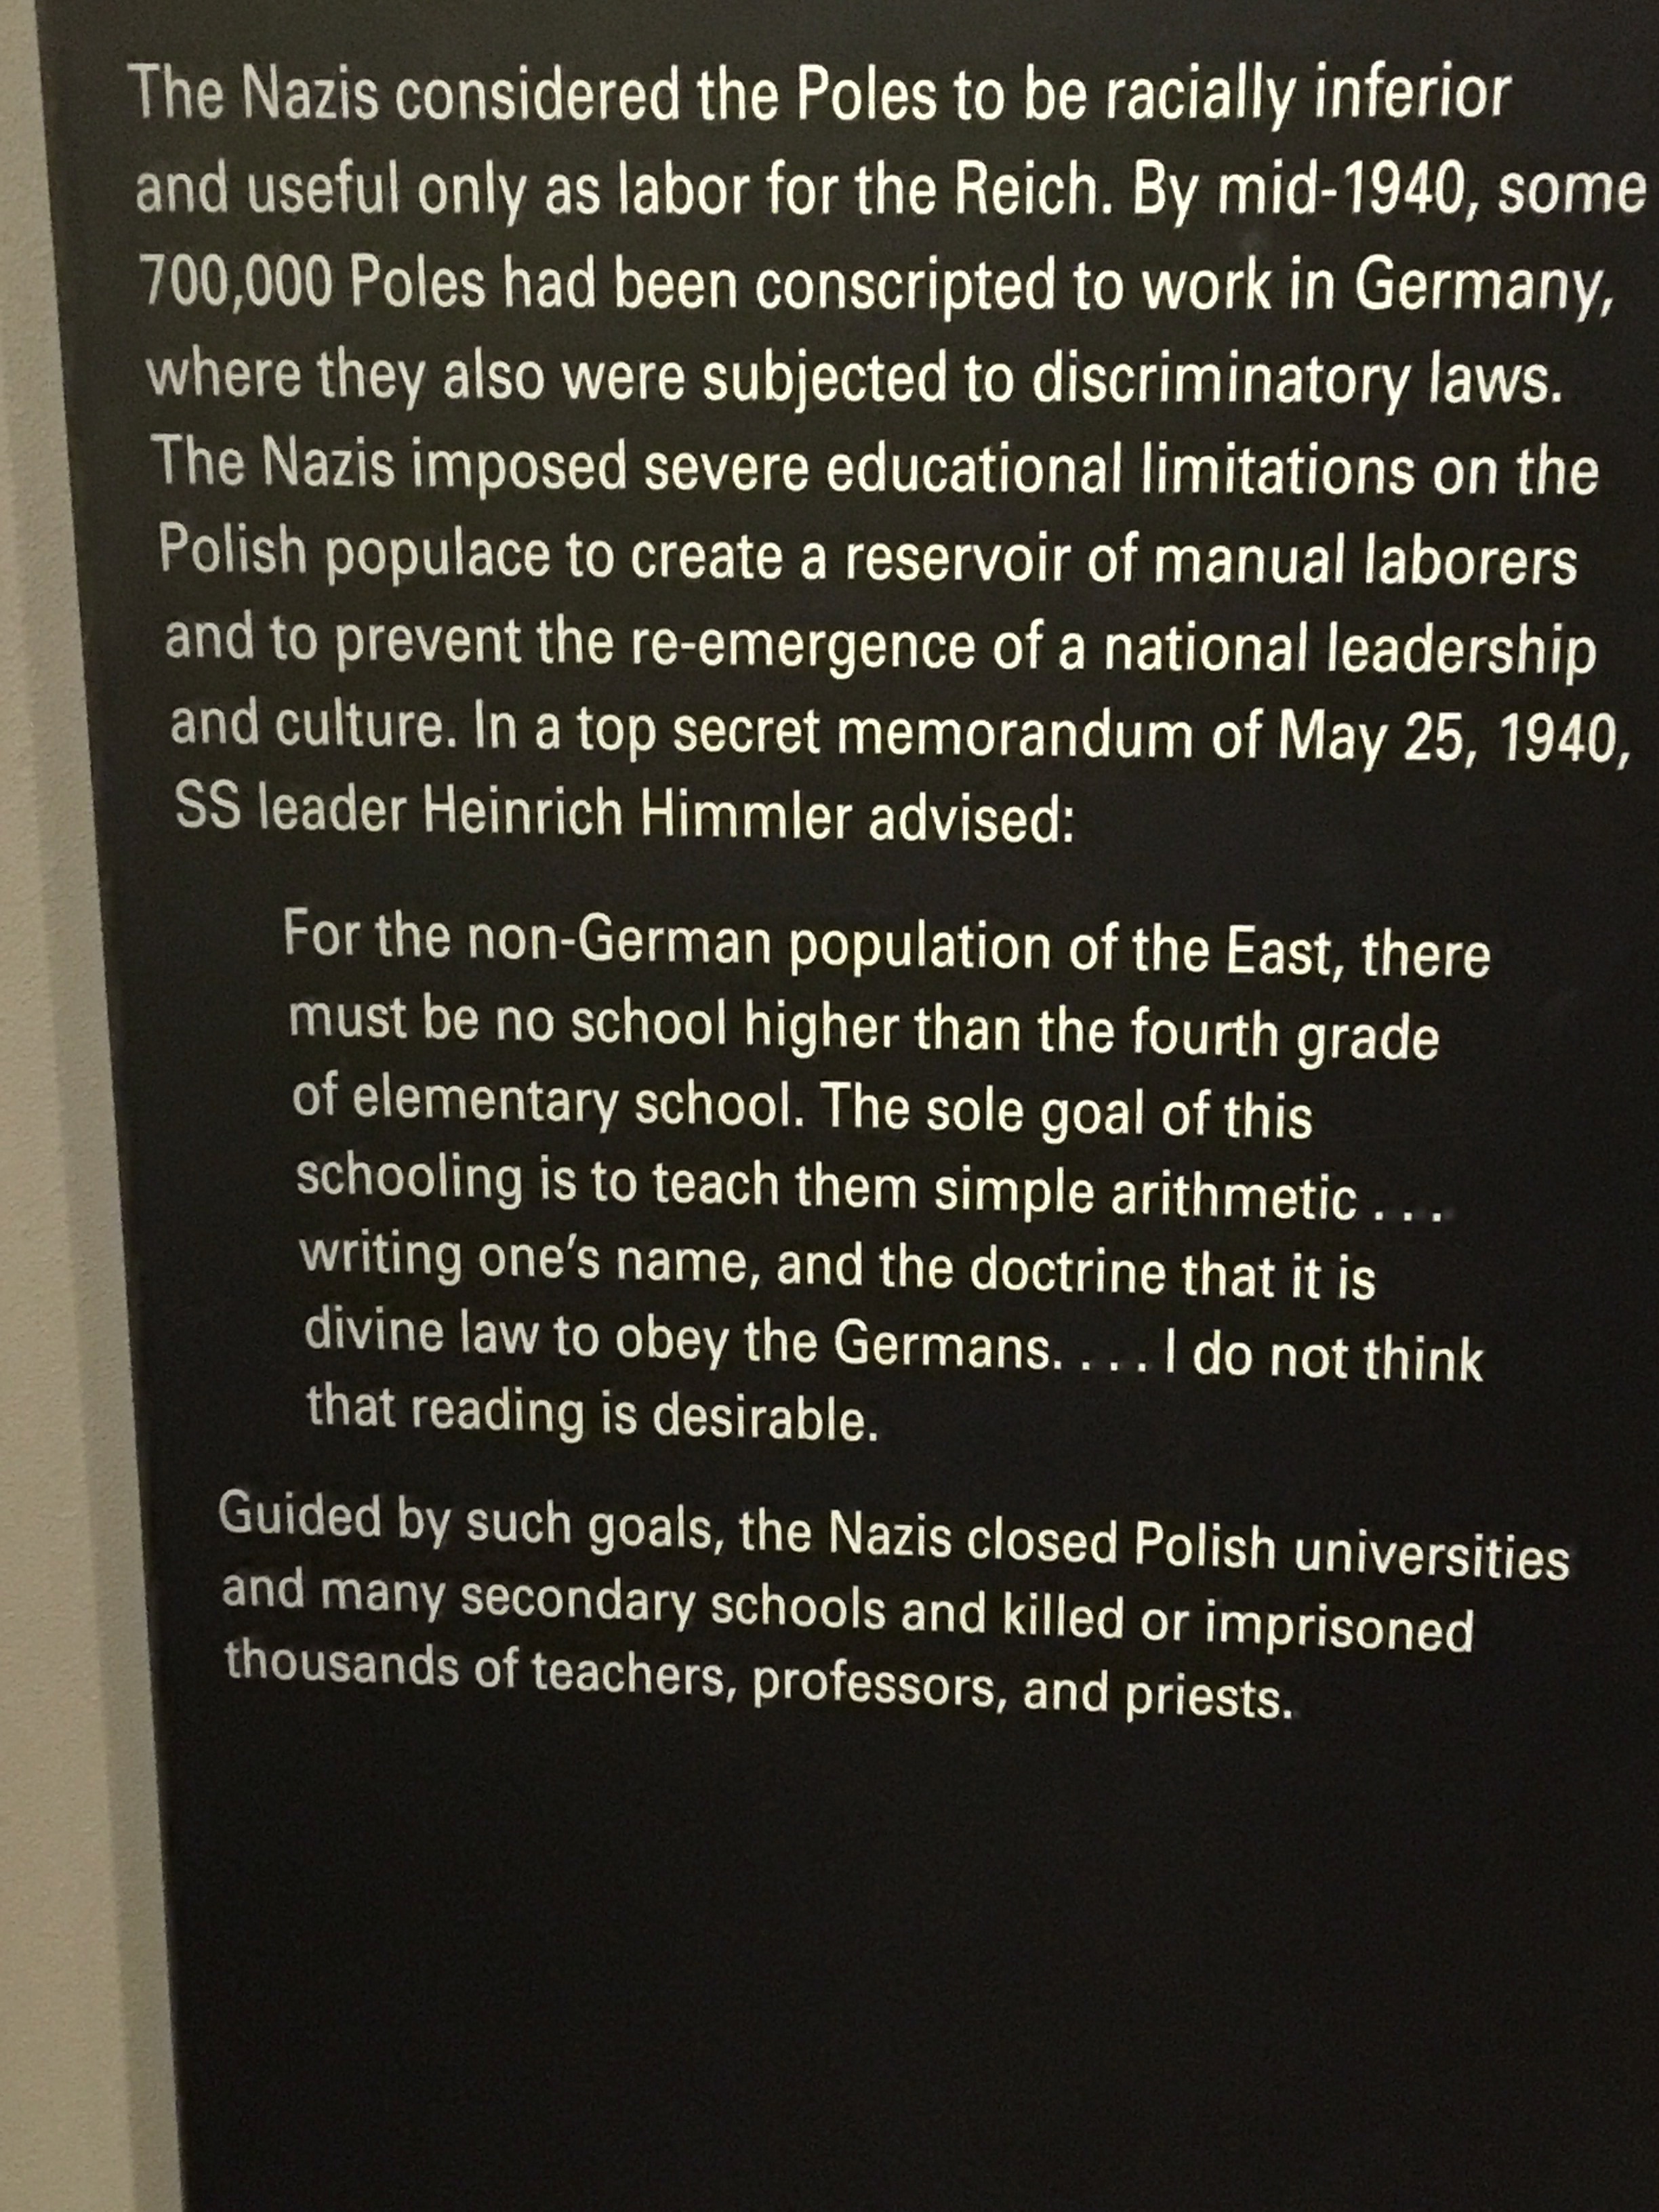 The Nazis considered the Poles to be racially inferior
and useful only as labor for the Reich. By mid-1940, some
700,000 Poles had been conscripted to work in Germany,
where they also were subjected to discriminatory laws.
The Nazis imposed severe educational limitations on the
Polish populace to create a reservoir of manual laborers
and to prevent the re-emergence of a national leadership
and culture. In a top secret memorandum of May 25, 1940,
SS leader Heinrich Himmler advised:
For the non-German population of the East, there
must be no school higher than the fourth grade
of elementary school. The sole goal of this
schooling is to teach them simple arithmetic . . .
writing one’s name, and the doctrine that it is
divine law to obey the Germans. . . . I do not think
that reading is desirable.
Guided by such goals, the Nazis closed Polish universities
and many secondary schools and killed or imprisoned
thousands of teachers, professors, and priests.